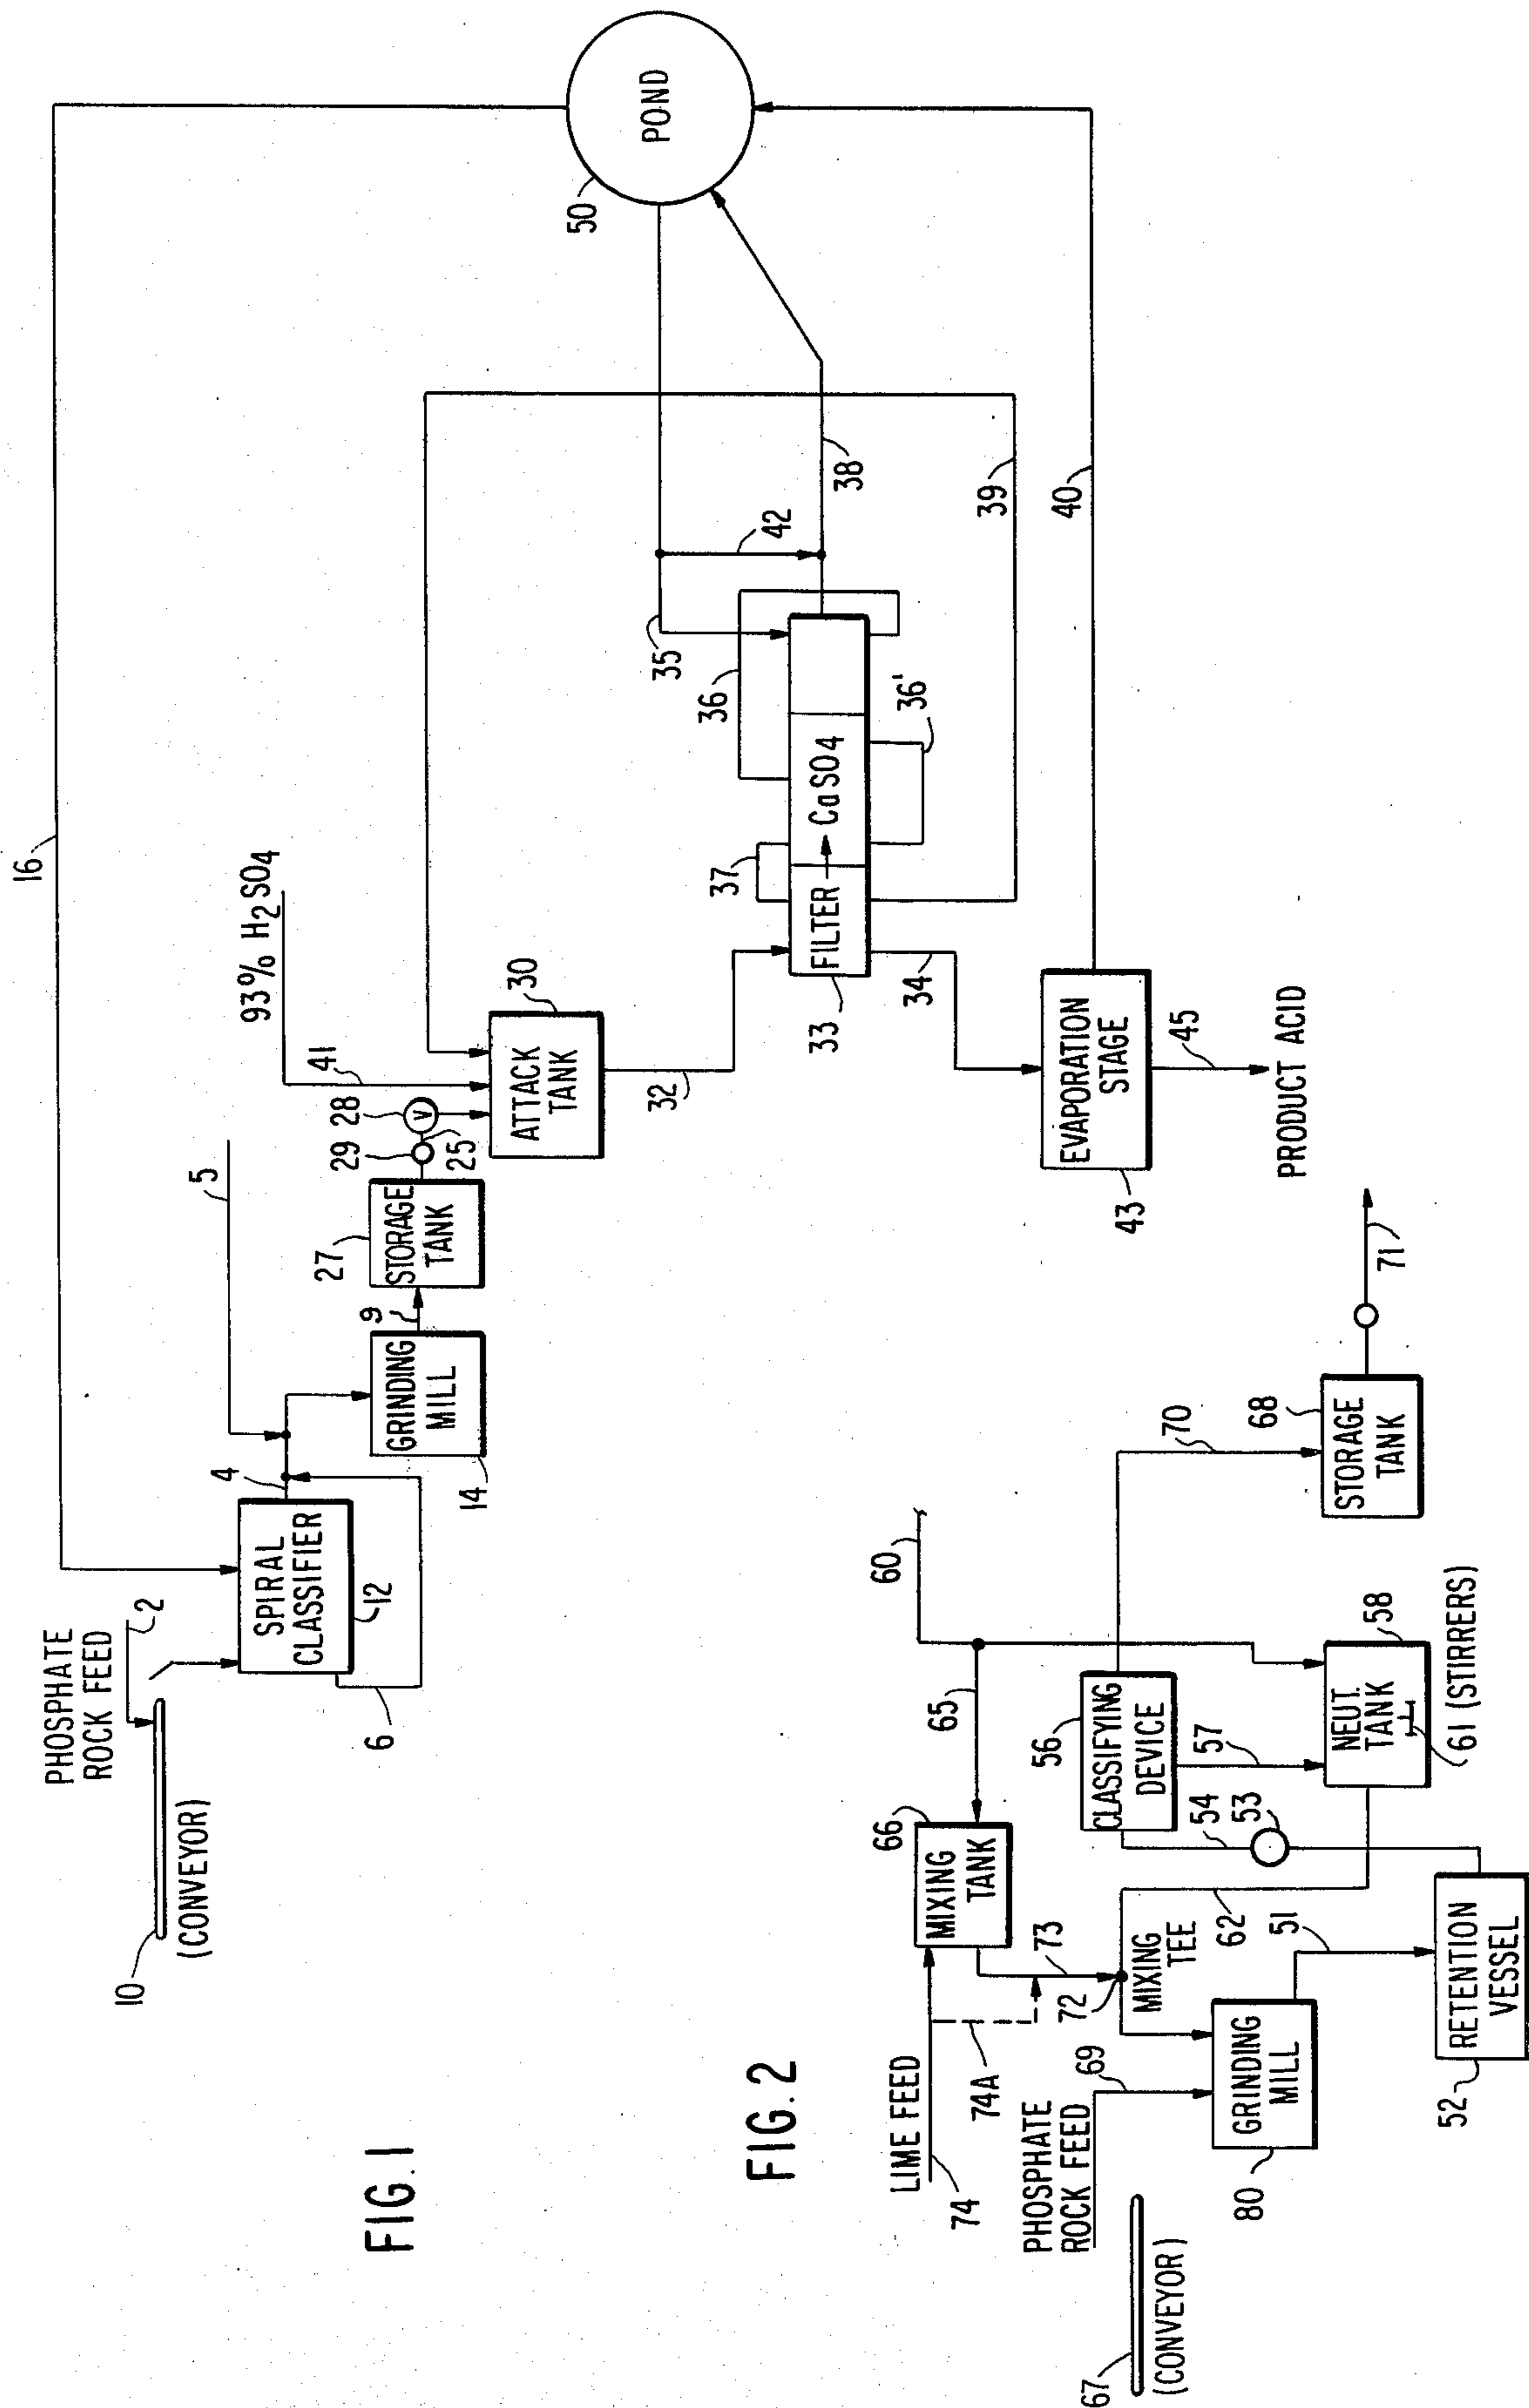 FIG.1
PHOSPHATE
ROCK FEED
2
10
(CONVEYOR)
16
SPIRAL
CLASSIFIER
12
6
4
5
GRINDING
MILL
14
9
27
STORAGE
TANK
29
28
V
25
41
93% H2SO4
ATTACK
TANK
30
32
33
FILTER
CaSO4
37
36
36'
35
42
38
39
34
EVAPORATION
STAGE
43
45
PRODUCT ACID
40
50
POND
FIG.2
LIME FEED
74
74A
66
MIXING
TANK
65
60
73
72
MIXING
TEE
PHOSPHATE
ROCK FEED
69
67
(CONVEYOR)
GRINDING
MILL
80
51
62
RETENTION
VESSEL
52
53
54
56
CLASSIFYING
DEVICE
57
NEUT.
TANK
58
61 (STIRRERS)
70
68
STORAGE
TANK
71